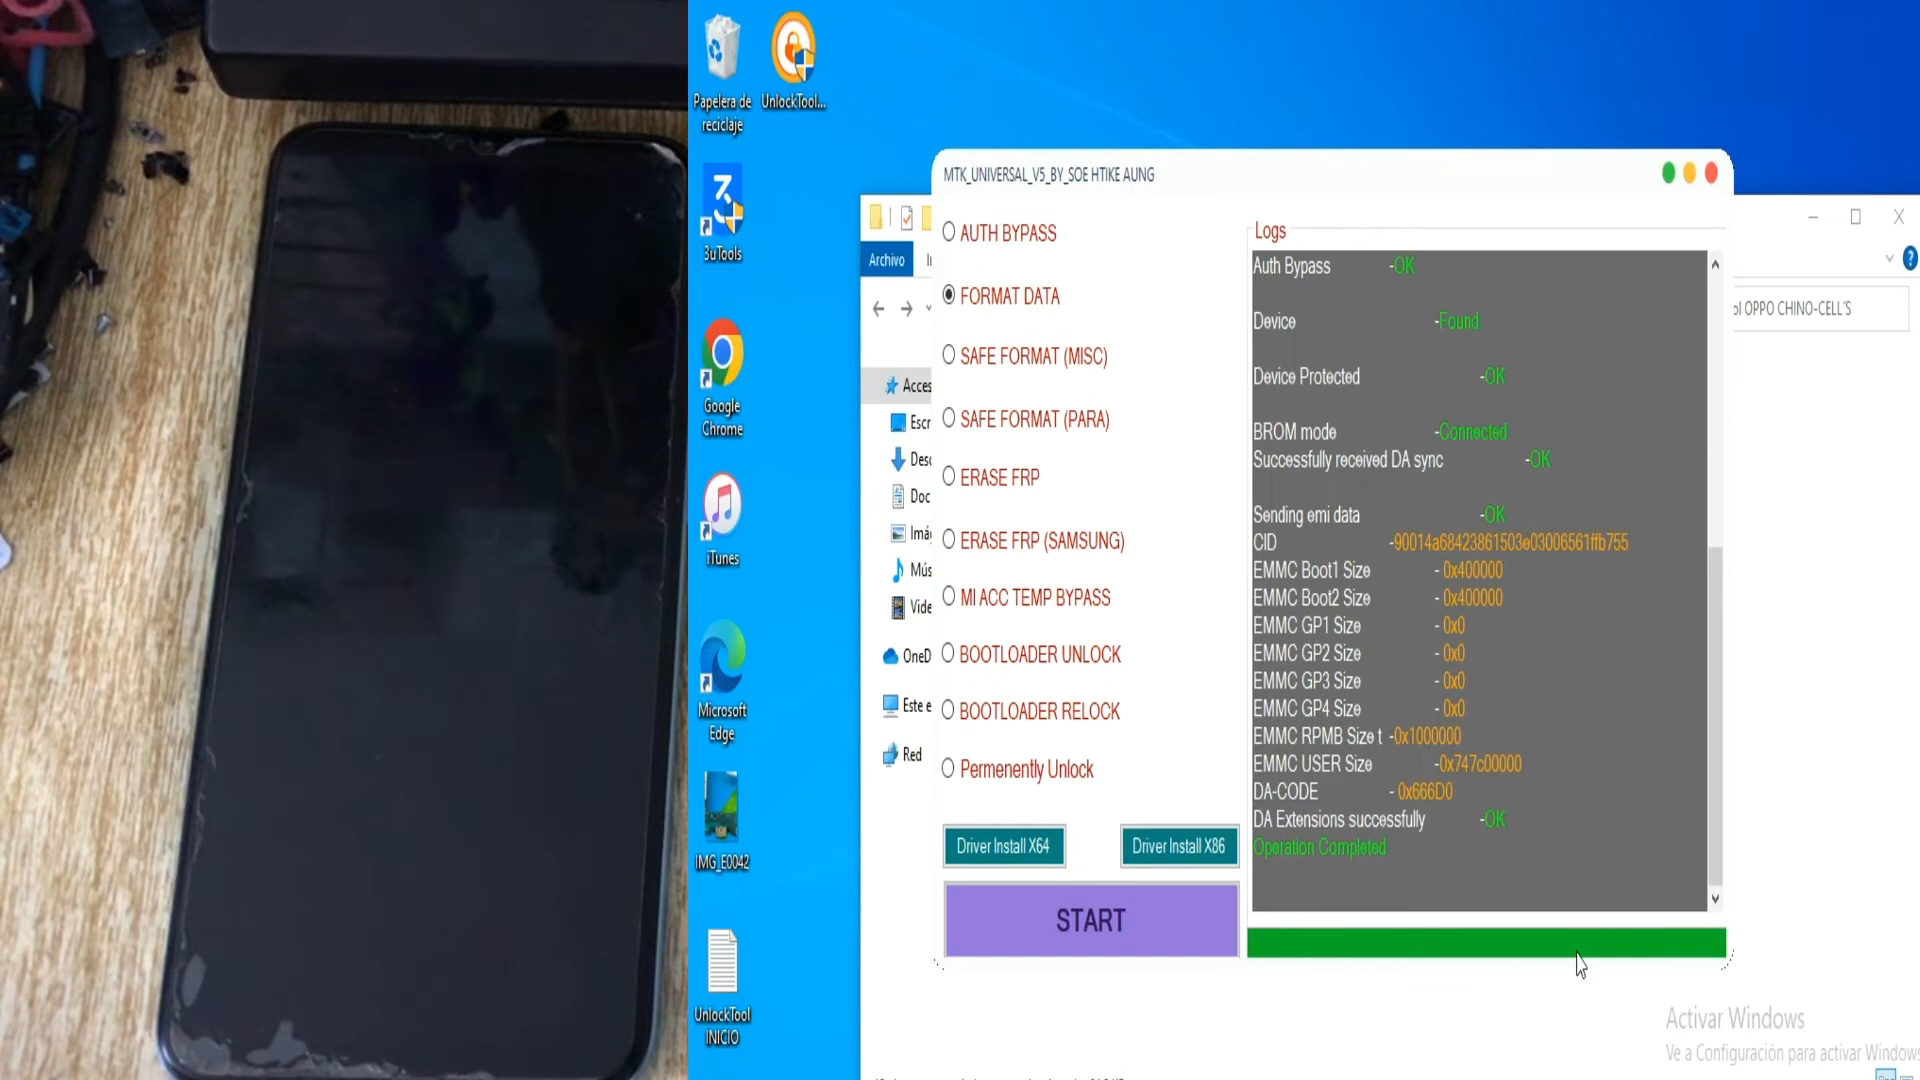 Papelera de
reciclaje
UnlockTool...
3uTools
Google
Chrome
iTunes
Microsoft
Edge
IMG_E0042
UnlockTool
INICIO
Archivo
OPPO CHINO-CELL'S
Este e
Red
MTK_UNIVERSAL_V5_BY_SOE HTIKE AUNG
AUTH BYPASS
FORMAT DATA
SAFE FORMAT (MISC)
SAFE FORMAT (PARA)
ERASE FRP
ERASE FRP (SAMSUNG)
MI ACC TEMP BYPASS
BOOTLOADER UNLOCK
BOOTLOADER RELOCK
Permenently Unlock
Driver Install X64
Driver Install X86
START
Logs
Auth Bypass -OK
Device -Found
Device Protected -OK
BROM mode -Connected
Successfully received DA sync -OK
Sending emi data -OK
CID -90014a68423861503e03006561ffb755
EMMC Boot1 Size - 0x400000
EMMC Boot2 Size - 0x400000
EMMC GP1 Size - 0x0
EMMC GP2 Size - 0x0
EMMC GP3 Size - 0x0
EMMC GP4 Size - 0x0
EMMC RPMB Size t -0x1000000
EMMC USER Size -0x747c00000
DA-CODE - 0x666D0
DA Extensions successfully -OK
Operation Completed
Activar Windows
Ve a Configuración para activar Windows